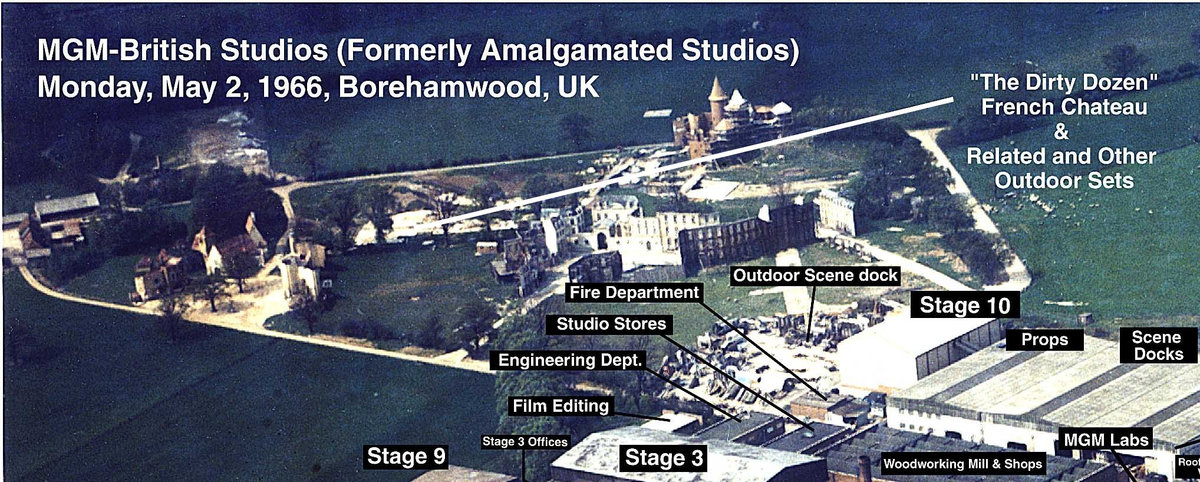 MGM-British Studios (Formerly Amalgamated Studios)
Monday, May 2, 1966, Borehamwood, UK
"The Dirty Dozen"
French Chateau
&
Related and Other
Outdoor Sets
Outdoor Scene dock
Fire Department
Stage 10
Studio Stores
Props
Scene
Docks
Engineering Dept.
Film Editing
Stage 3 Offices
MGM Labs
Stage 9
Stage 3
Woodworking Mill & Shops